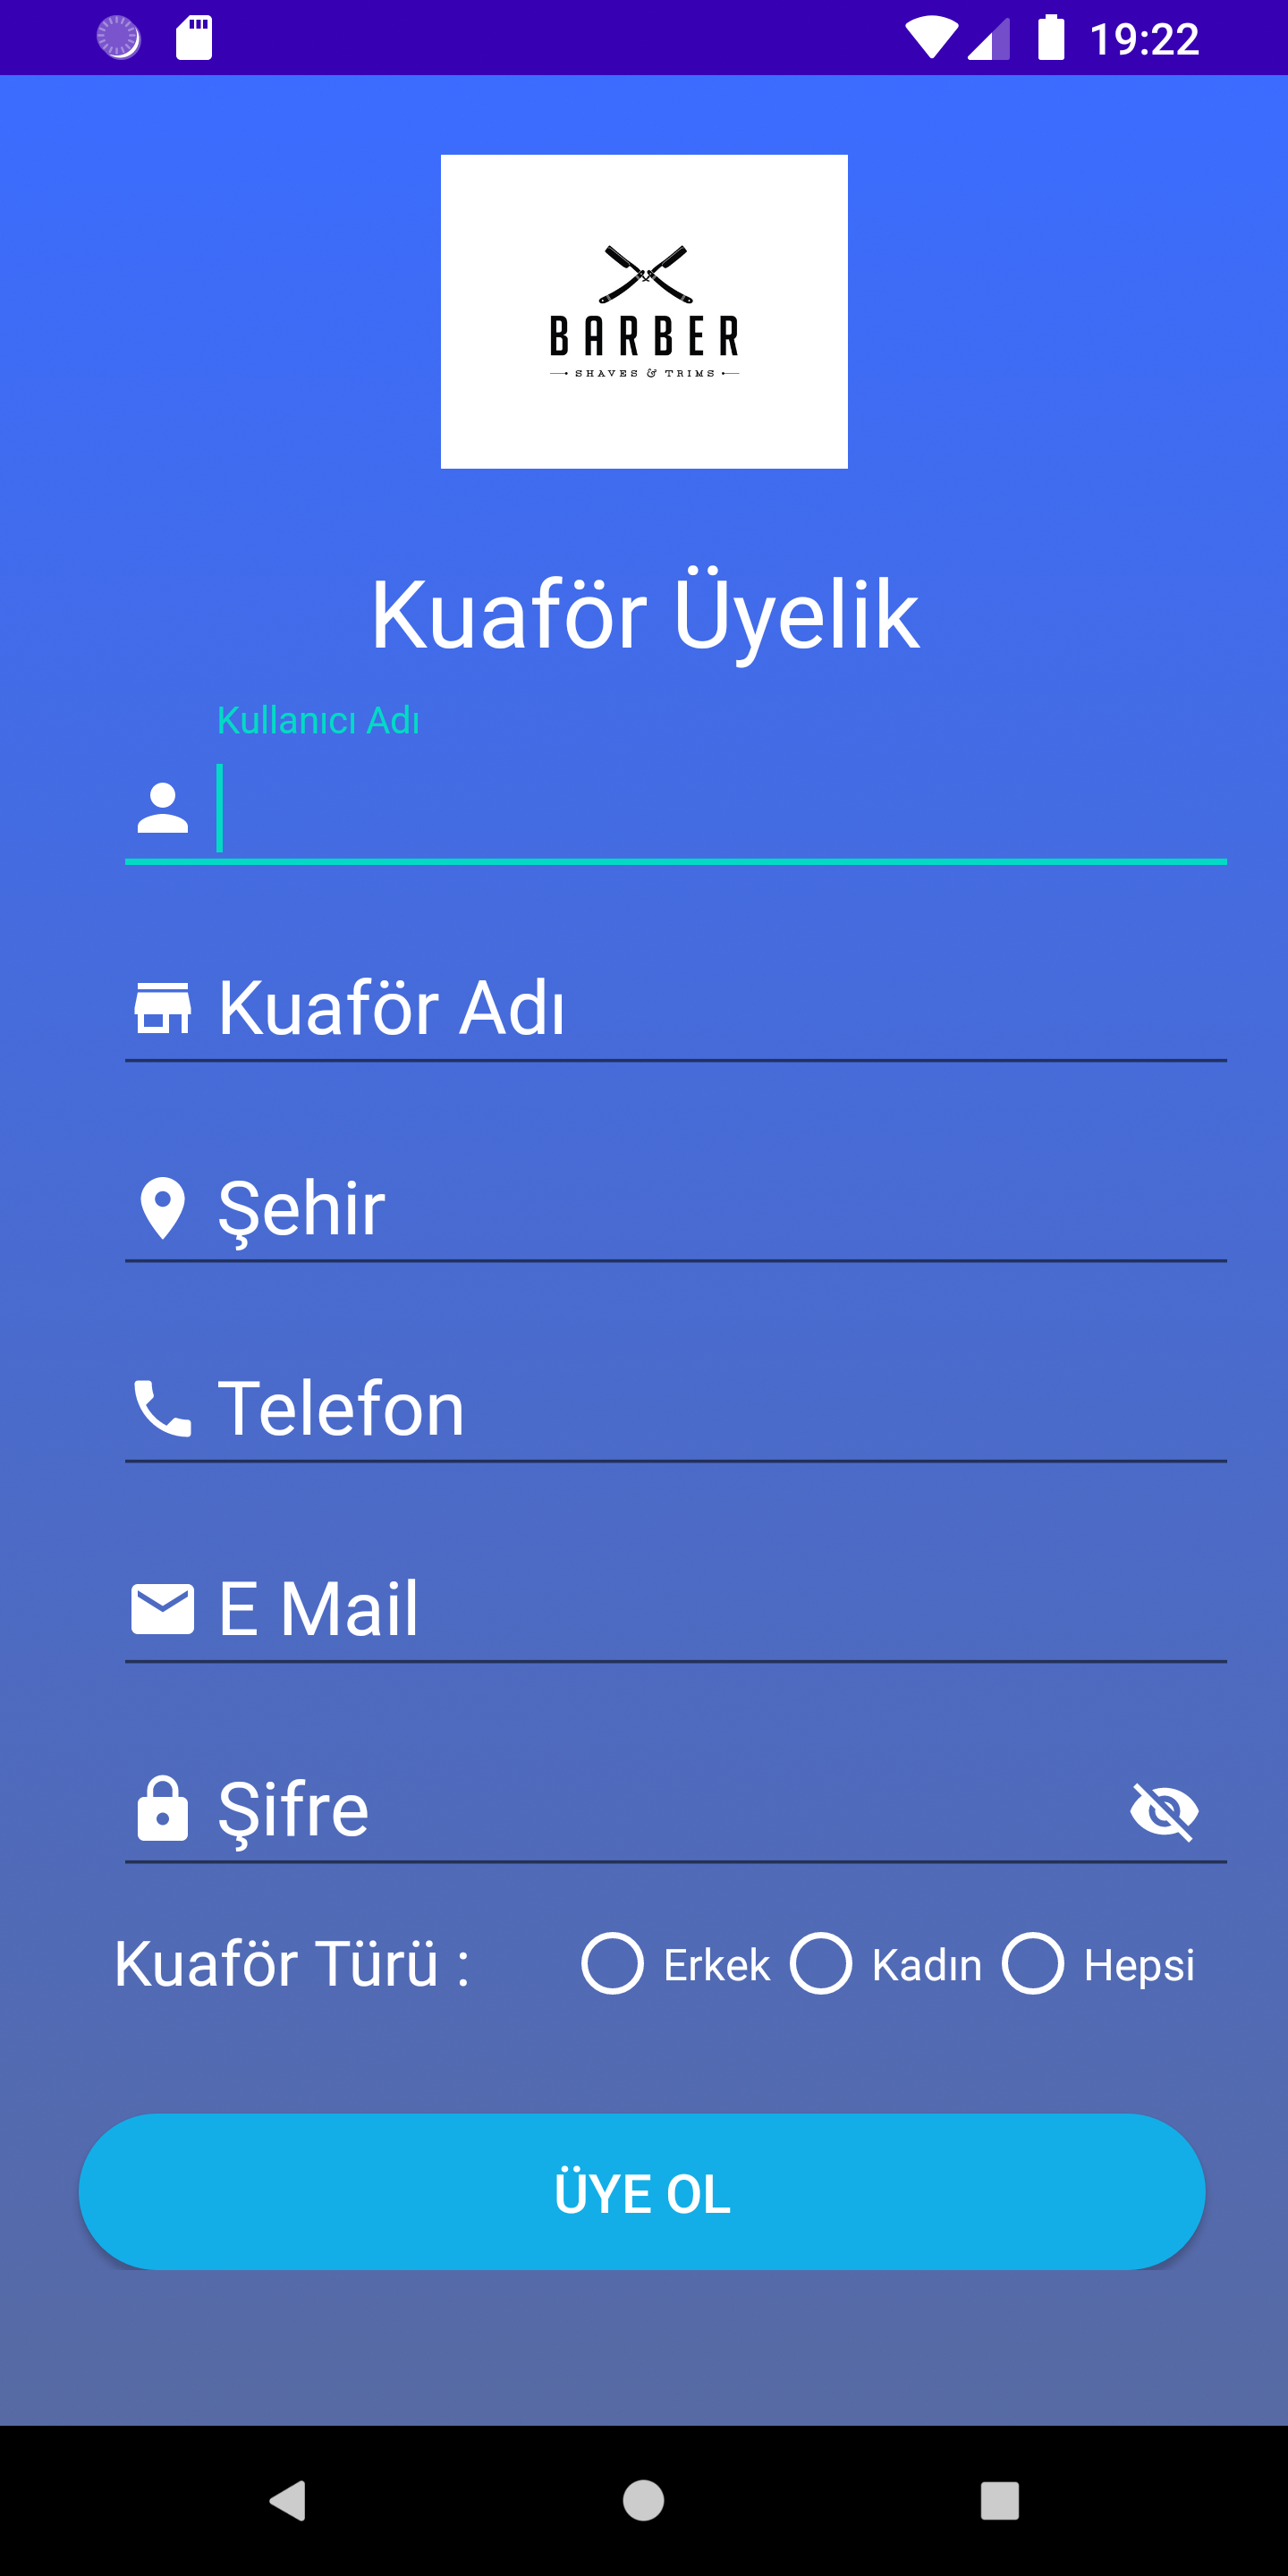 19:22
BARBER
SHAVES & TRIMS
Kuaför Üyelik
Kullanıcı Adı
Kuaför Adı
Şehir
Telefon
E Mail
Şifre
Kuaför Türü : Erkek Kadın Hepsi
ÜYE OL